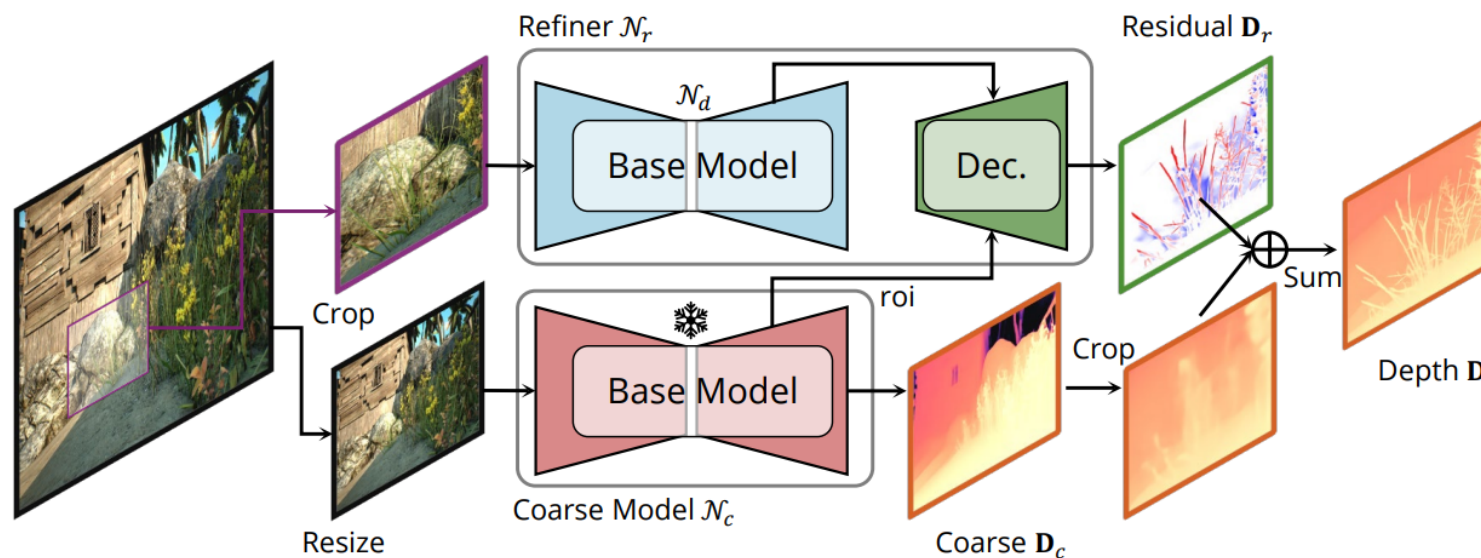 Refiner 𝒩r
Residual Dr
𝒩d
Base Model
Dec.
Crop
roi
Sum
Base Model
Crop
Depth D
Coarse Model 𝒩c
Coarse Dc
Resize